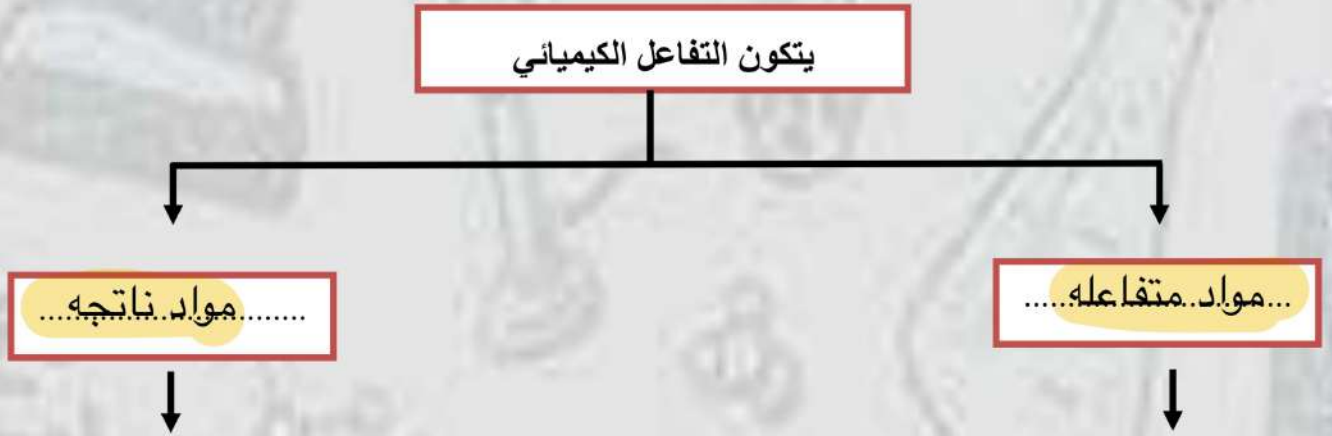 يتكون التفاعل الكيميائي
...مواد متفاعله.....
....مواد ناتجه........